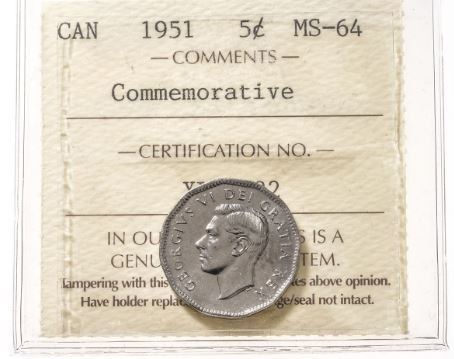 CAN 1951 5¢ MS-64
— COMMENTS —
Commemorative
— CERTIFICATION NO. —
GEORGIVS VI DEI GRATIA REX
IN OU S IS A
GENU TEM.
Tampering with this es above opinion.
Have holder repla ge/seal not intact.